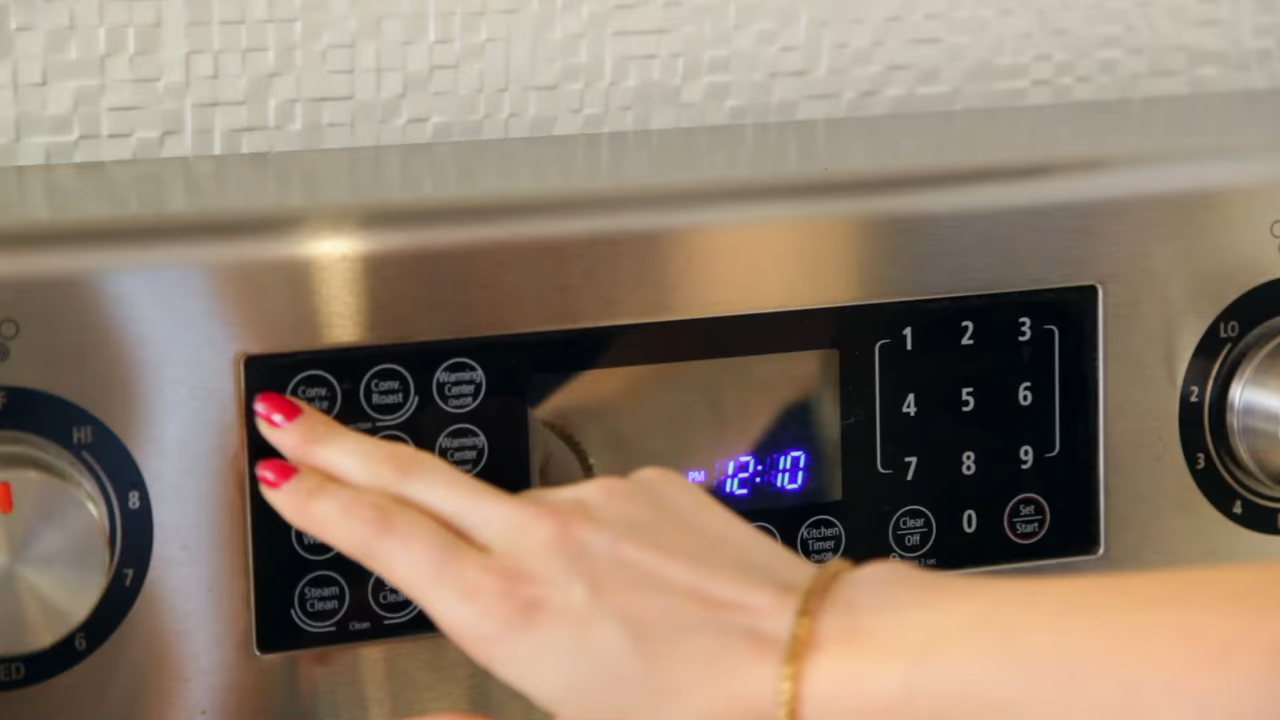 Conv.
Conv.
Roast
Warming
Center
On/Off
Warming
Center
Steam
Clean
Clean
PM 12:10
Kitchen
Timer
On/Off
1 2 3
4 5 6
7 8 9
0
Clear
Off
Set
Start
HI
8
7
6
LO
2
3
4